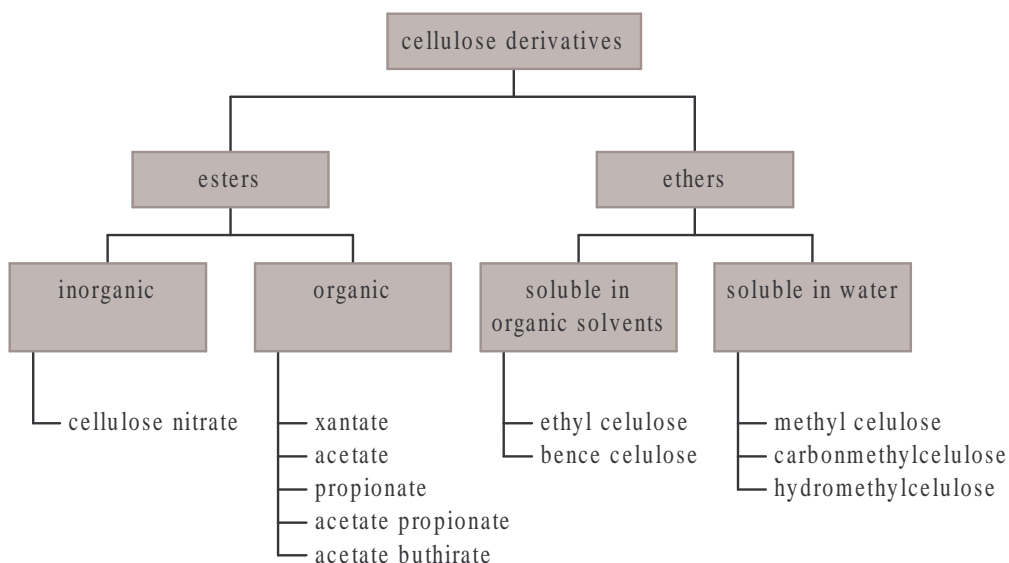 cellulose derivatives
esters
ethers
inorganic
organic
soluble in
organic solvents
soluble in water
cellulose nitrate
xantate
acetate
propionate
acetate propionate
acetate buthirate
ethyl celulose
bence celulose
methyl celulose
carbonmethylcelulose
hydromethylcelulose